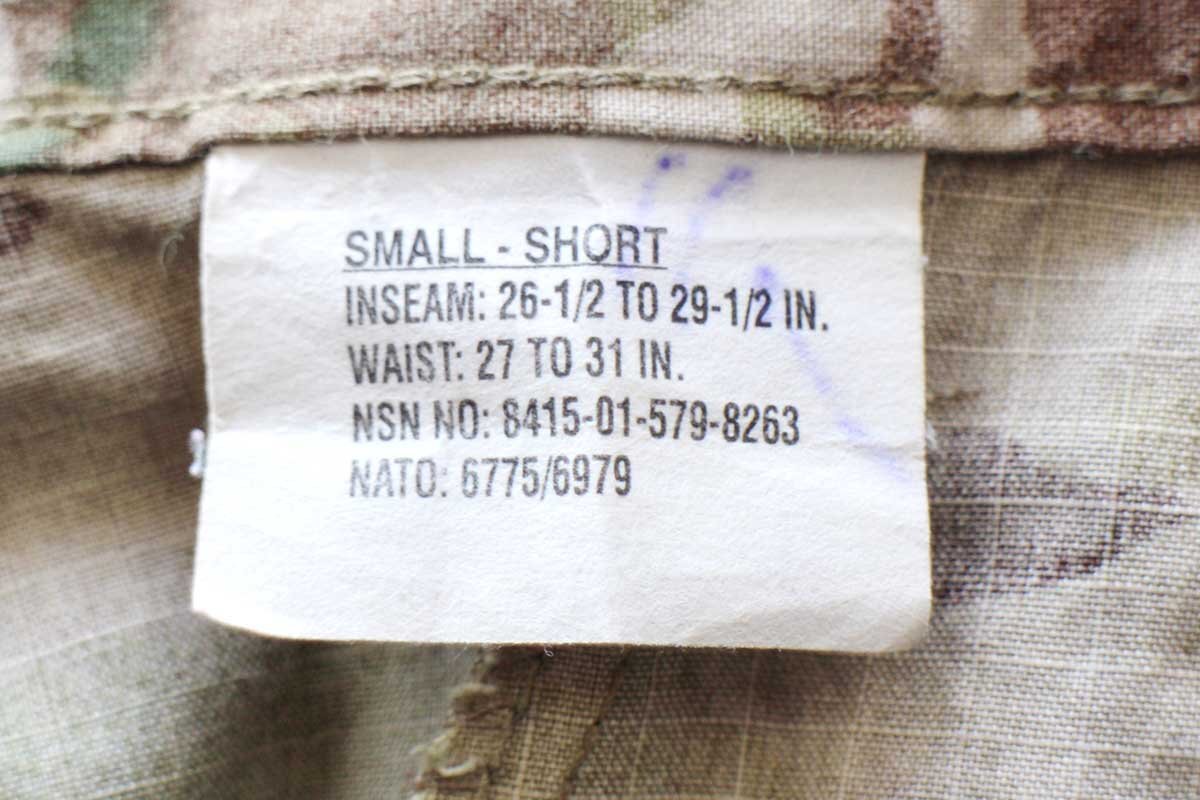 SMALL - SHORT
INSEAM: 26-1/2 TO 29-1/2 IN.
WAIST: 27 TO 31 IN.
NSN NO: 8415-01-579-8263
NATO: 6775/6979